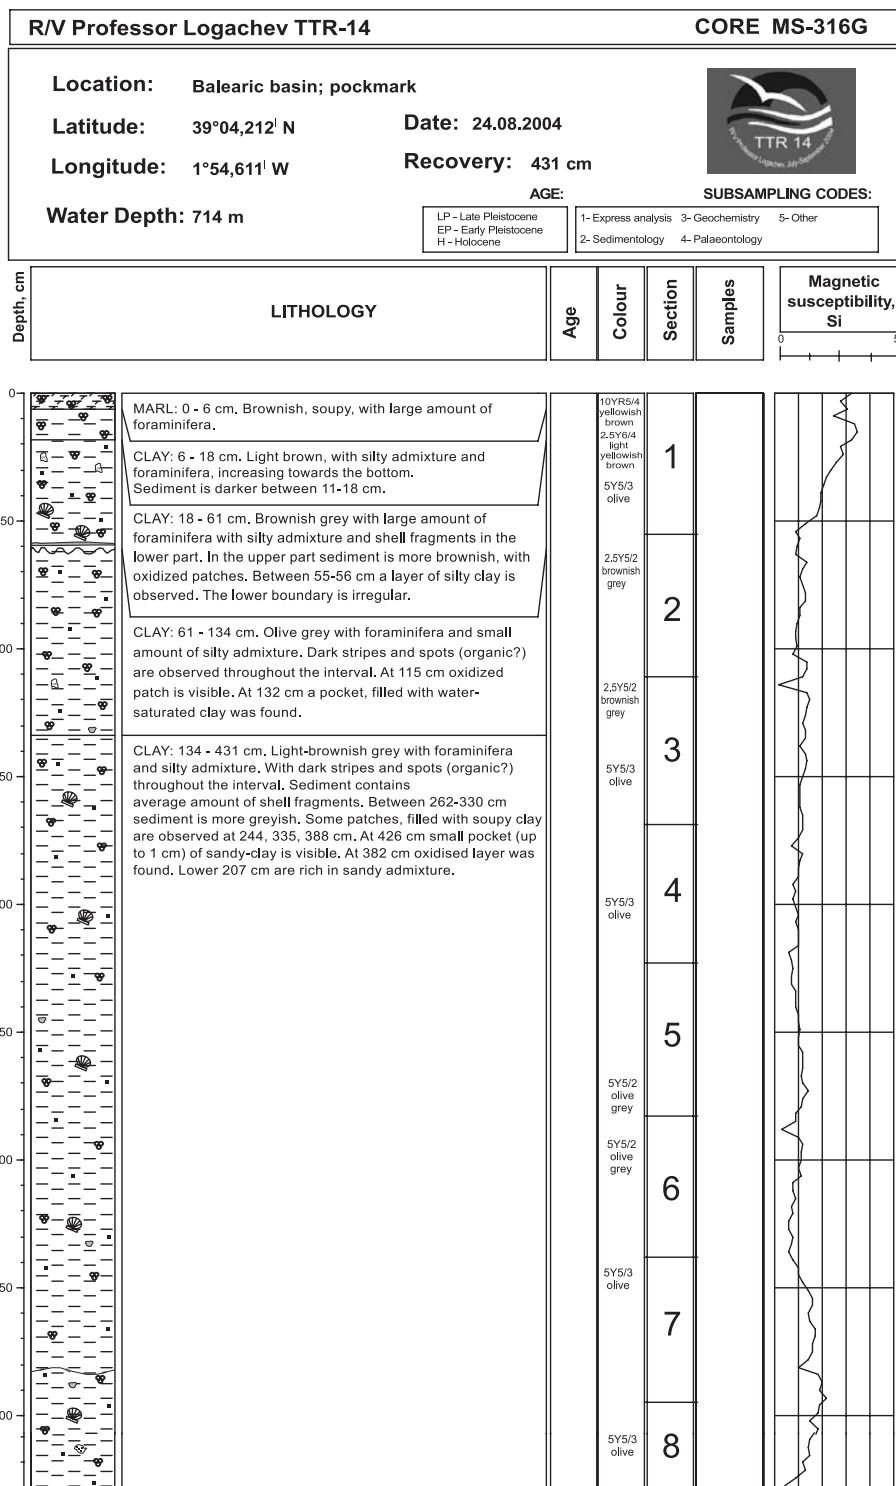 R/V Professor Logachev TTR-14
CORE MS-316G
Location: Balearic basin; pockmark
Latitude: 39°04,212ˡ N
Date: 24.08.2004
Longitude: 1°54,611ˡ W
Recovery: 431 cm
Water Depth: 714 m
TTR 14
R/V Professor Logachev, July-September 2004
AGE:
LP - Late Pleistocene
EP - Early Pleistocene
H - Holocene
SUBSAMPLING CODES:
1- Express analysis 3- Geochemistry 5- Other
2- Sedimentology 4- Palaeontology
Depth, cm
LITHOLOGY
Age
Colour
Section
Samples
Magnetic
susceptibility,
Si
0
5
0
MARL: 0 - 6 cm. Brownish, soupy, with large amount of
foraminifera.
CLAY: 6 - 18 cm. Light brown, with silty admixture and
foraminifera, increasing towards the bottom.
Sediment is darker between 11-18 cm.
CLAY: 18 - 61 cm. Brownish grey with large amount of
foraminifera with silty admixture and shell fragments in the
lower part. In the upper part sediment is more brownish, with
oxidized patches. Between 55-56 cm a layer of silty clay is
observed. The lower boundary is irregular.
CLAY: 61 - 134 cm. Olive grey with foraminifera and small
amount of silty admixture. Dark stripes and spots (organic?)
are observed throughout the interval. At 115 cm oxidized
patch is visible. At 132 cm a pocket, filled with water-
saturated clay was found.
CLAY: 134 - 431 cm. Light-brownish grey with foraminifera
and silty admixture. With dark stripes and spots (organic?)
throughout the interval. Sediment contains
average amount of shell fragments. Between 262-330 cm
sediment is more greyish. Some patches, filled with soupy clay
are observed at 244, 335, 388 cm. At 426 cm small pocket (up
to 1 cm) of sandy-clay is visible. At 382 cm oxidised layer was
found. Lower 207 cm are rich in sandy admixture.
50
00
50
00
50
00
50
00
10YR5/4
yellowish
brown
2.5Y6/4
light
yellowish
brown
5Y5/3
olive
2.5Y5/2
brownish
grey
2,5Y5/2
brownish
grey
5Y5/3
olive
5Y5/3
olive
5Y5/2
olive
grey
5Y5/2
olive
grey
5Y5/3
olive
5Y5/3
olive
1
2
3
4
5
6
7
8